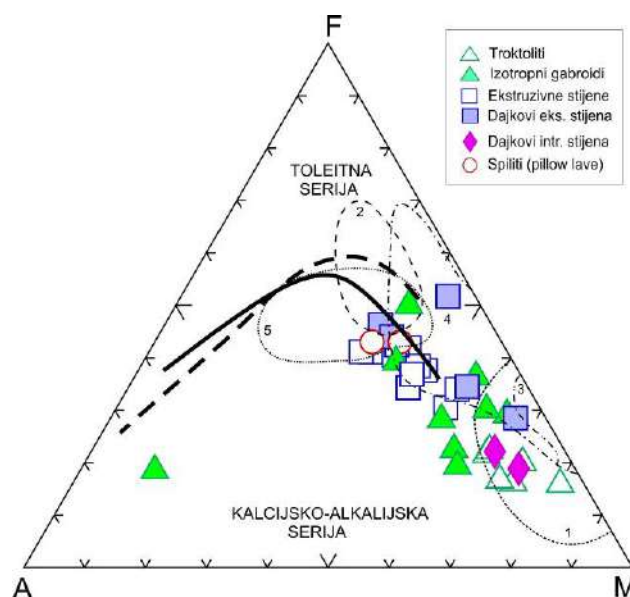 F
Troktoliti
Izotropni gabroidi
Ekstruzivne stijene
Dajkovi eks. stijena
Dajkovi intr. stijena
Spiliti (pillow lave)
TOLEITNA
SERIJA
2
4
5
3
KALCIJSKO-ALKALIJSKA
SERIJA
1
A
M